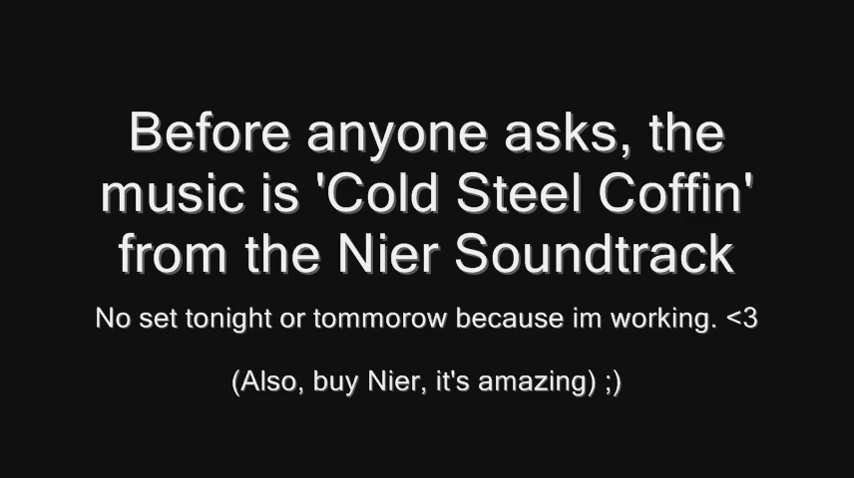 Before anyone asks, the
music is 'Cold Steel Coffin'
from the Nier Soundtrack
No set tonight or tommorow because im working. <3
(Also, buy Nier, it's amazing) ;)